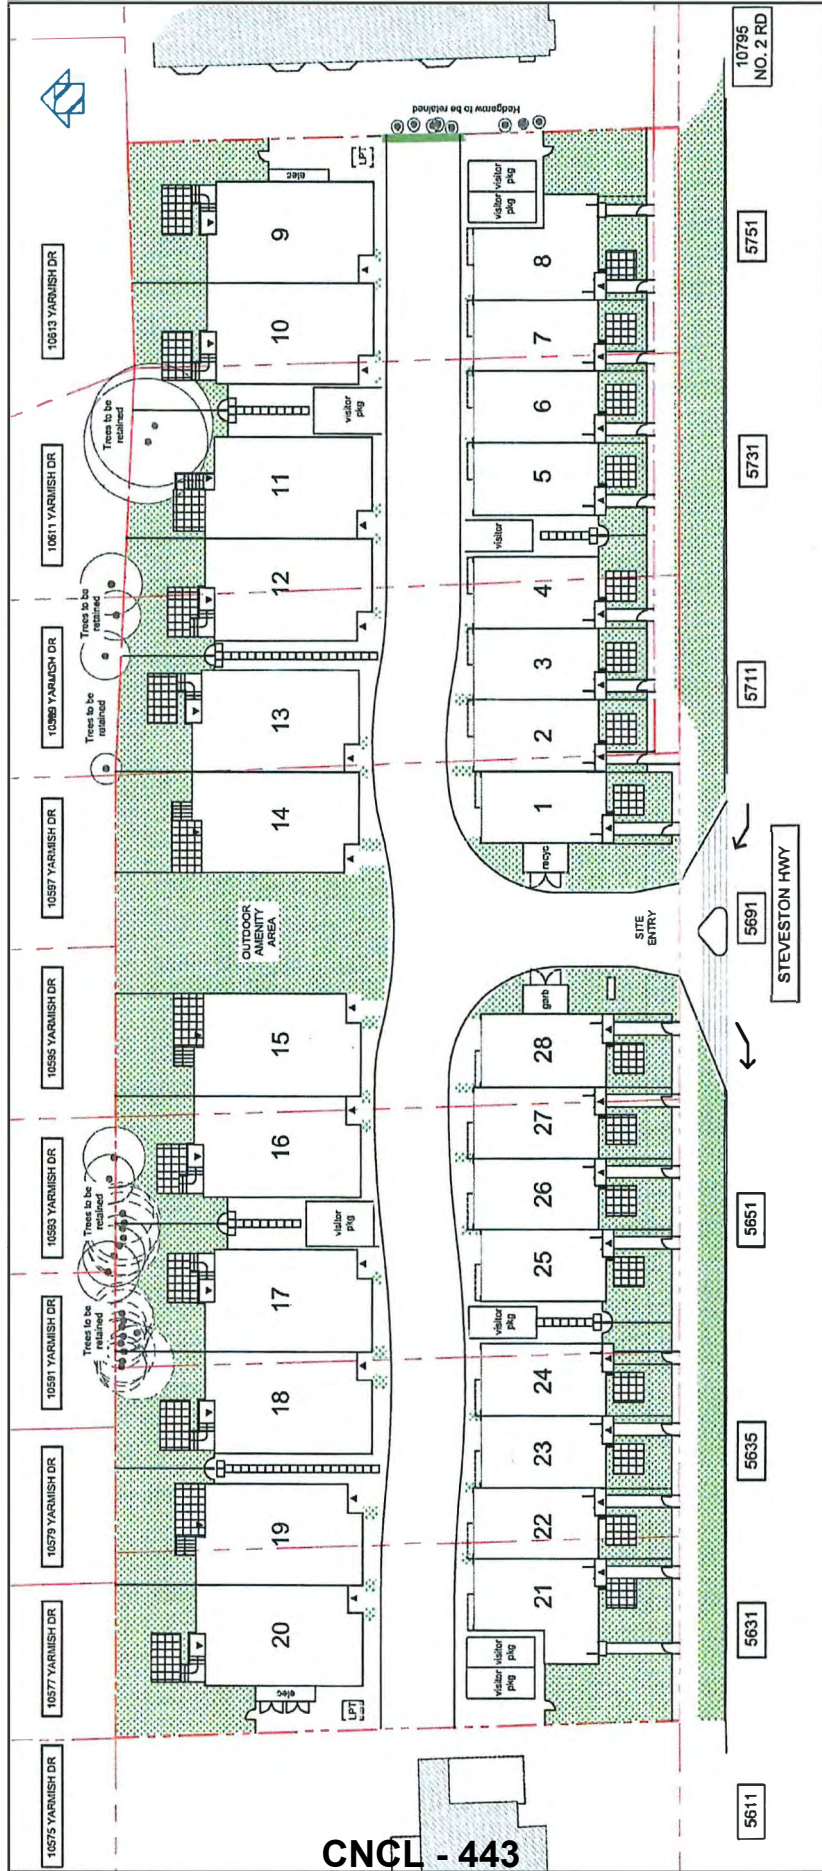 10575 YARMISH DR
10577 YARMISH DR
10579 YARMISH DR
10591 YARMISH DR
10593 YARMISH DR
10595 YARMISH DR
10597 YARMISH DR
10589 YARMISH DR
10611 YARMISH DR
10613 YARMISH DR
Trees to be
retained
Trees to be
retained
Trees to be
retained
Trees to be
retained
Trees to be
retained
20
19
18
17
16
15
14
13
12
11
10
9
elec
LPT
visitor
pkg
OUTDOOR
AMENITY
AREA
visitor
pkg
elec
LPT
Hedgerow to be retained
visitor
pkg
visitor
pkg
21
22
23
24
visitor
pkg
25
26
27
28
garb
SITE
ENTRY
recyc
1
2
3
4
visitor
5
6
7
8
visitor
pkg
visitor
pkg
5611
5631
5635
5651
5691
5711
5731
5751
10795
NO. 2 RD
STEVESTON HWY
CNCL - 443